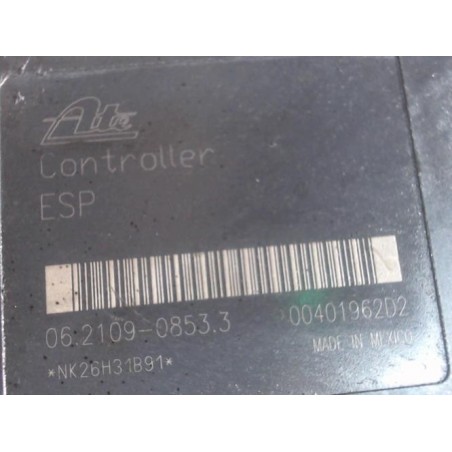 Ate
Controller
ESP
06.2109-0853.3 00401962D2
MADE IN MEXICO
*NK26H31B91*